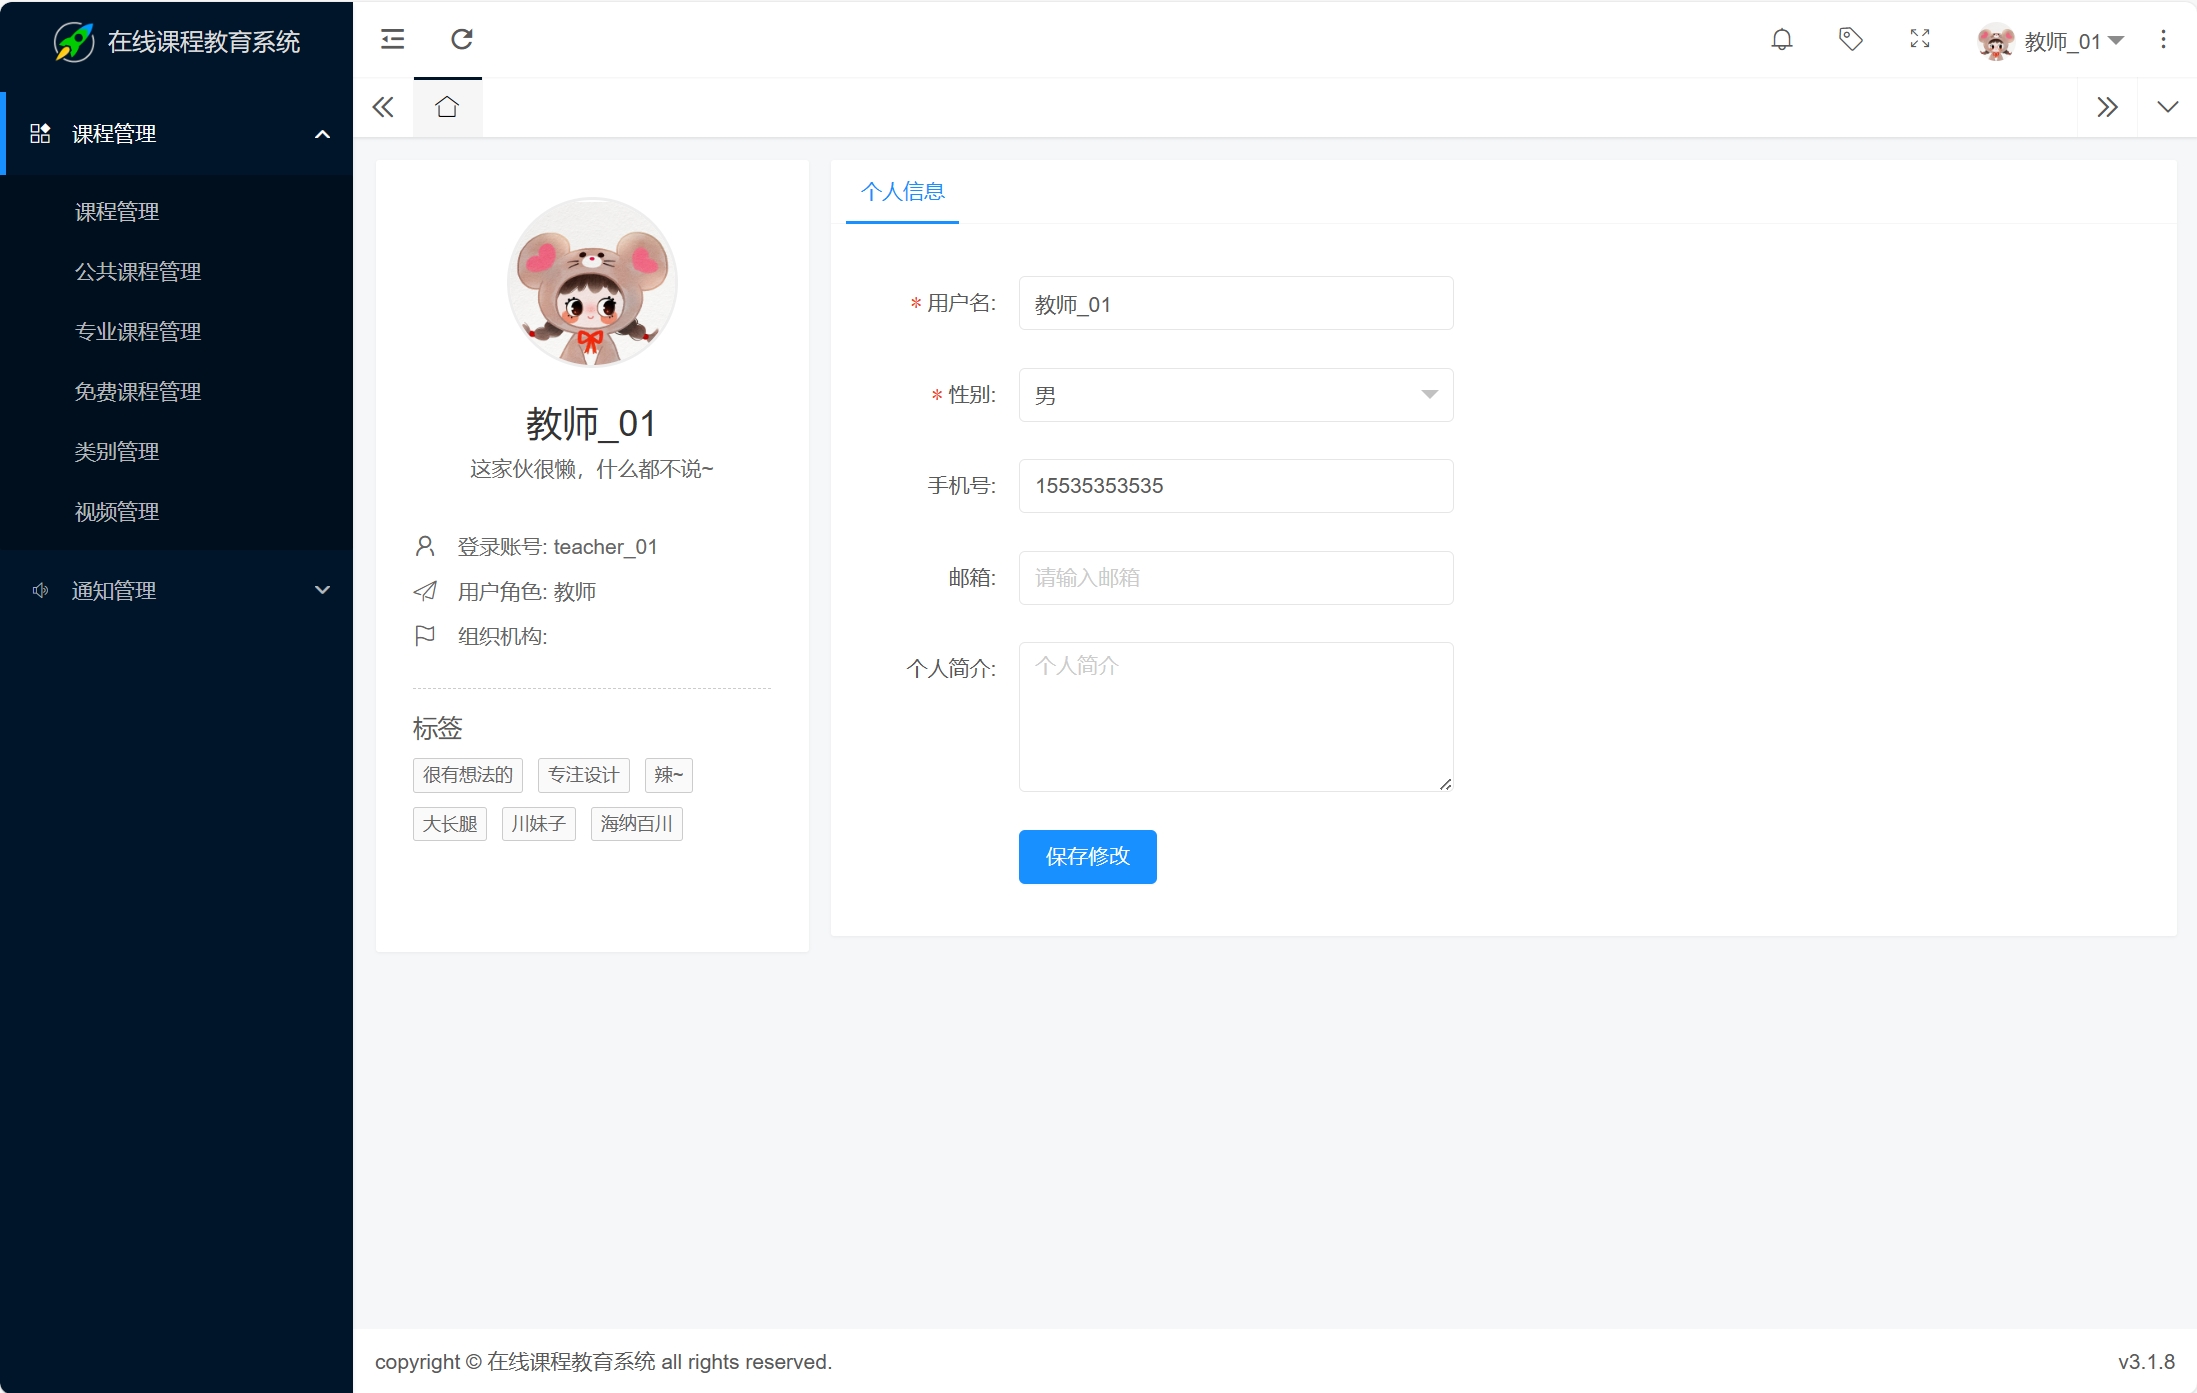 在线课程教育系统
教师_01
课程管理
课程管理
公共课程管理
专业课程管理
免费课程管理
类别管理
视频管理
通知管理
教师_01
这家伙很懒，什么都不说~
登录账号: teacher_01
用户角色: 教师
组织机构:
标签
很有想法的 专注设计 辣~
大长腿 川妹子 海纳百川
个人信息
* 用户名: 教师_01
* 性别: 男
手机号: 15535353535
邮箱: 请输入邮箱
个人简介: 个人简介
保存修改
copyright © 在线课程教育系统 all rights reserved.
v3.1.8